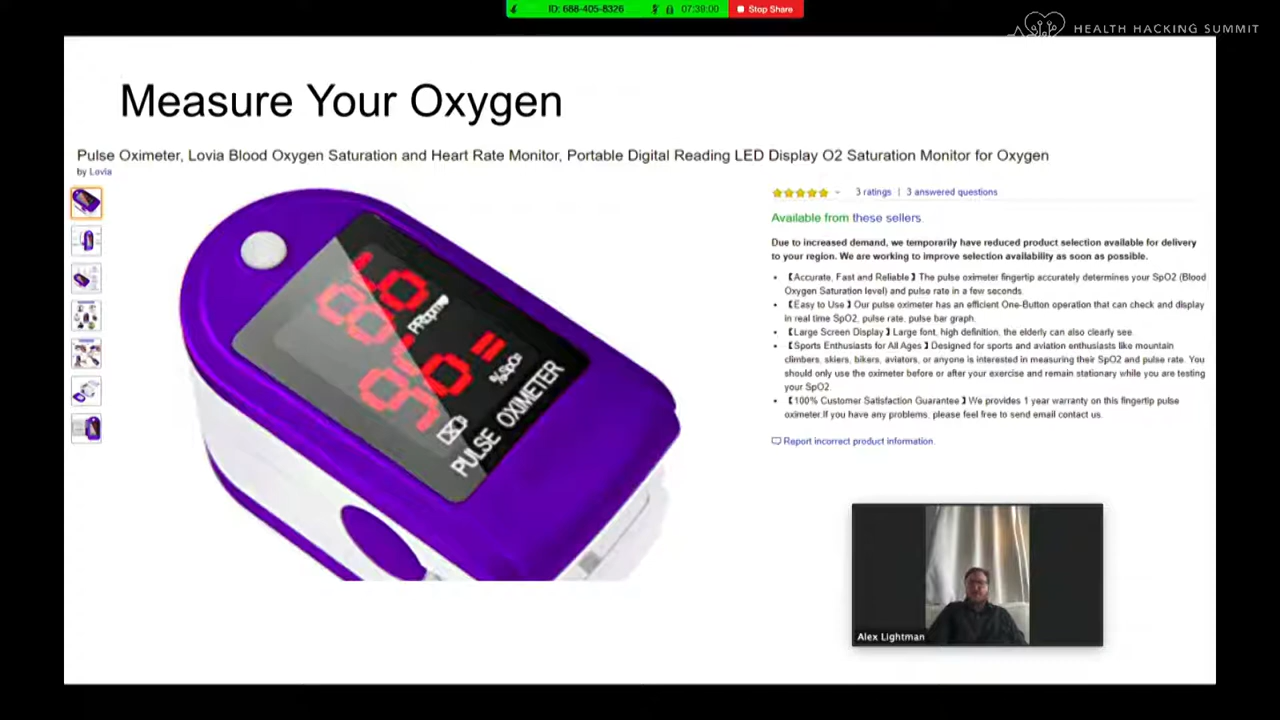 ID: 688-405-8326
07:39:00
Stop Share
HEALTH HACKING SUMMIT
Measure Your Oxygen
Pulse Oximeter, Lovia Blood Oxygen Saturation and Heart Rate Monitor, Portable Digital Reading LED Display O2 Saturation Monitor for Oxygen
by Lovia
3 ratings | 3 answered questions
Available from these sellers.
Due to increased demand, we temporarily have reduced product selection available for delivery
to your region. We are working to improve selection availability as soon as possible.
• 【Accurate, Fast and Reliable】The pulse oximeter fingertip accurately determines your SpO2 (Blood
Oxygen Saturation level) and pulse rate in a few seconds.
• 【Easy to Use】Our pulse oximeter has an efficient One-Button operation that can check and display
in real time SpO2, pulse rate, pulse bar graph.
• 【Large Screen Display】Large font, high definition, the elderly can also clearly see.
• 【Sports Enthusiasts for All Ages】Designed for sports and aviation enthusiasts like mountain
climbers, skiers, bikers, aviators, or anyone is interested in measuring their SpO2 and pulse rate. You
should only use the oximeter before or after your exercise and remain stationary while you are testing
your SpO2.
• 【100% Customer Satisfaction Guarantee】We provides 1 year warranty on this fingertip pulse
oximeter.If you have any problems, please feel free to send email contact us.
Report incorrect product information.
86
PRbpm
96
%SpO2
PULSE OXIMETER
Alex Lightman